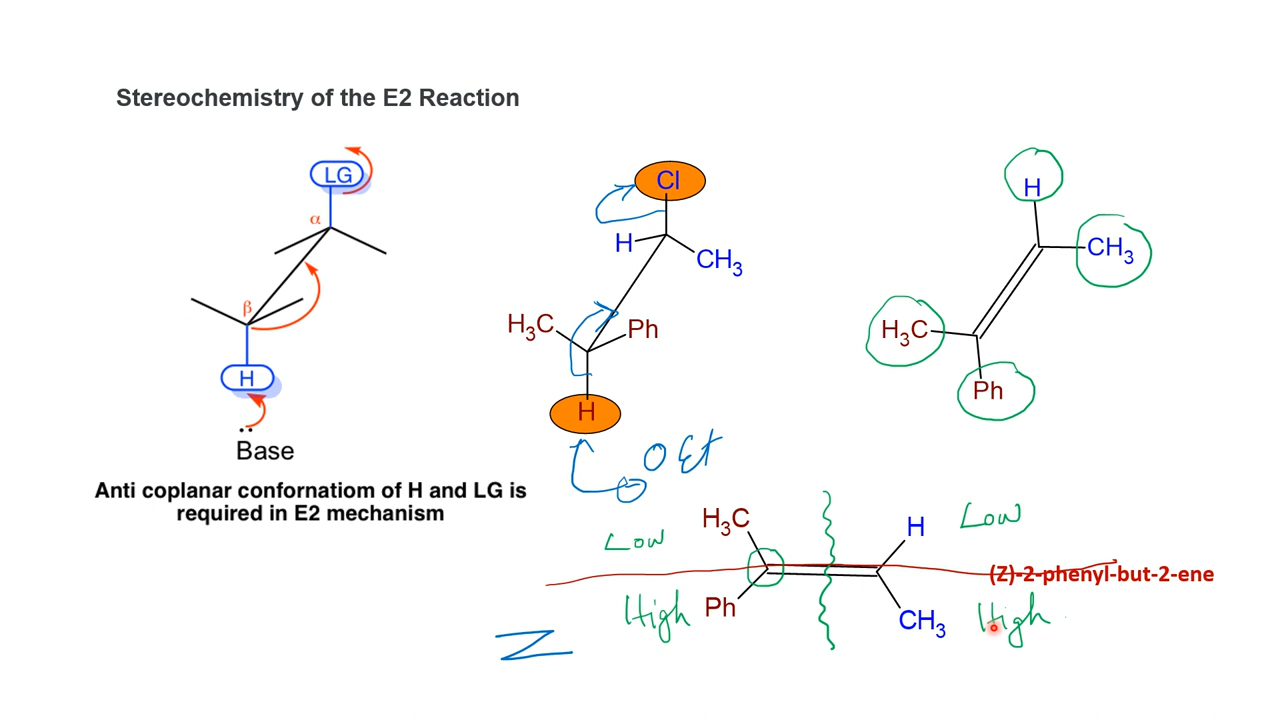 Stereochemistry of the E2 Reaction
LG
α
β
H
Base
Anti coplanar confornatiom of H and LG is
required in E2 mechanism
Cl
H
CH3
H3C
Ph
H
OEt
H
CH3
H3C
Ph
Low
H3C
H
Low
(Z)-2-phenyl-but-2-ene
High
Ph
CH3
High
Z